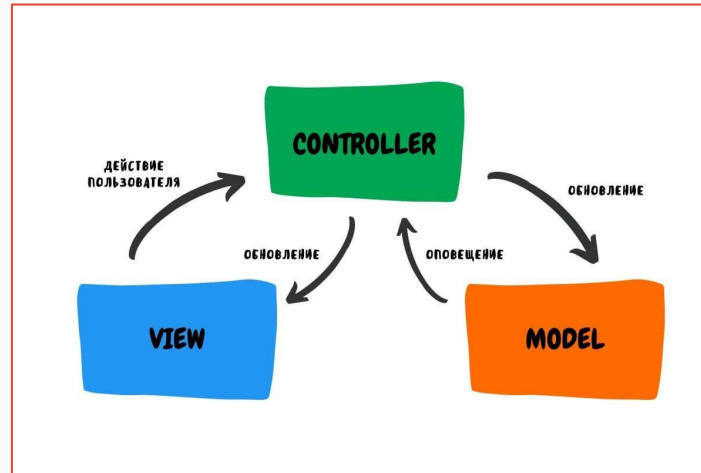 CONTROLLER
ДЕЙСТВИЕ
ПОЛЬЗОВАТЕЛЯ
ОБНОВЛЕНИЕ
ОБНОВЛЕНИЕ
ОПОВЕЩЕНИЕ
VIEW
MODEL